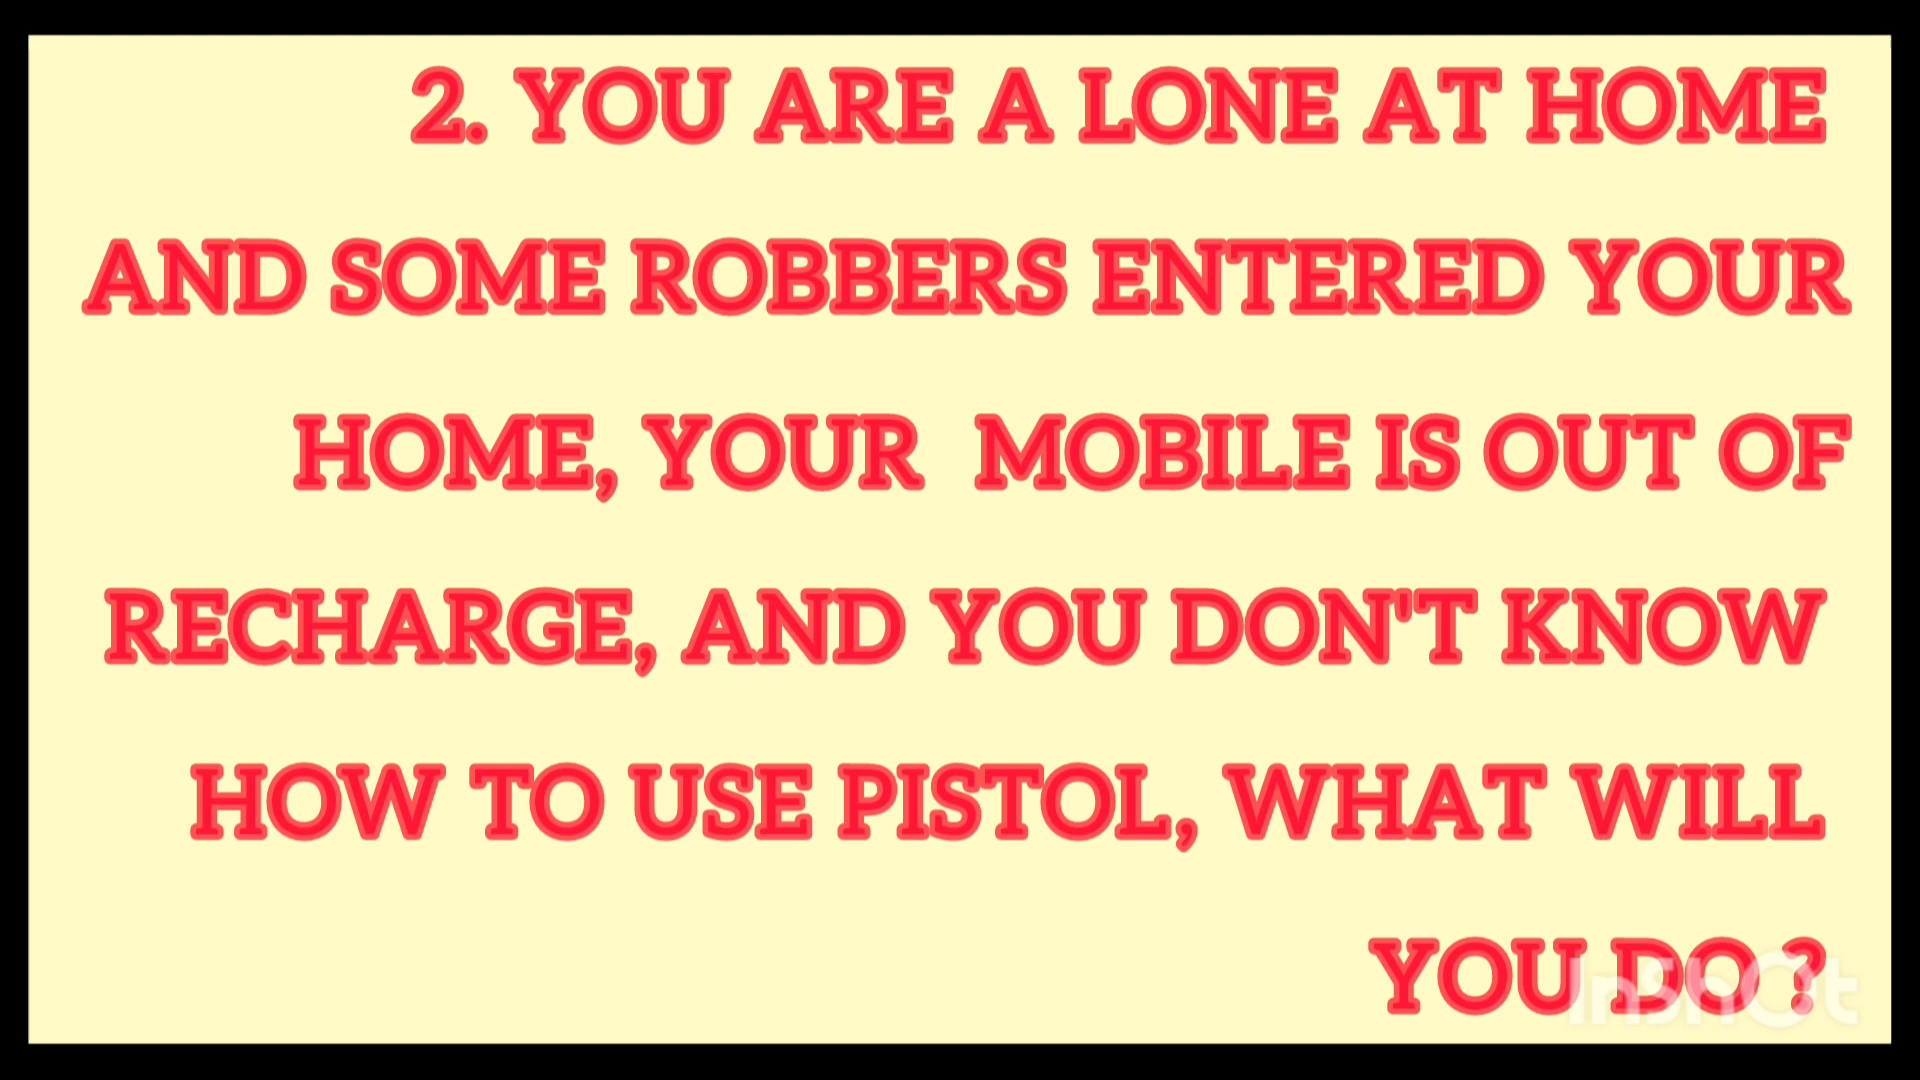 2. YOU ARE A LONE AT HOME
AND SOME ROBBERS ENTERED YOUR
HOME, YOUR  MOBILE IS OUT OF
RECHARGE, AND YOU DON'T KNOW
HOW TO USE PISTOL, WHAT WILL
YOU DO ?
InShOt